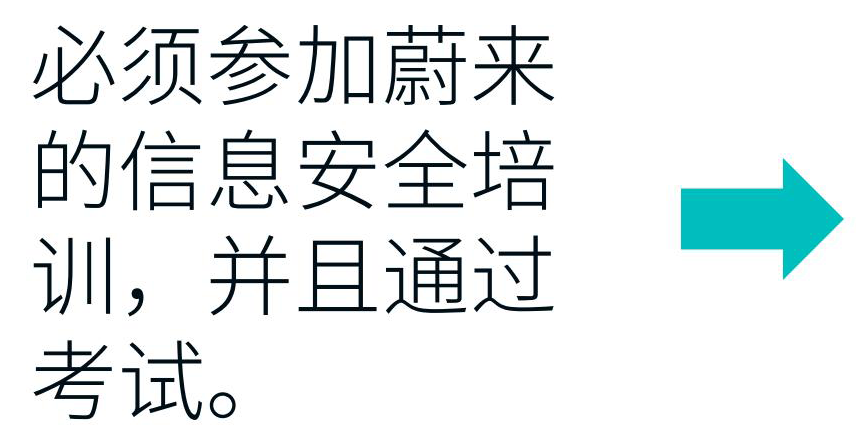 必须参加蔚来
的信息安全培
训，并且通过
考试。